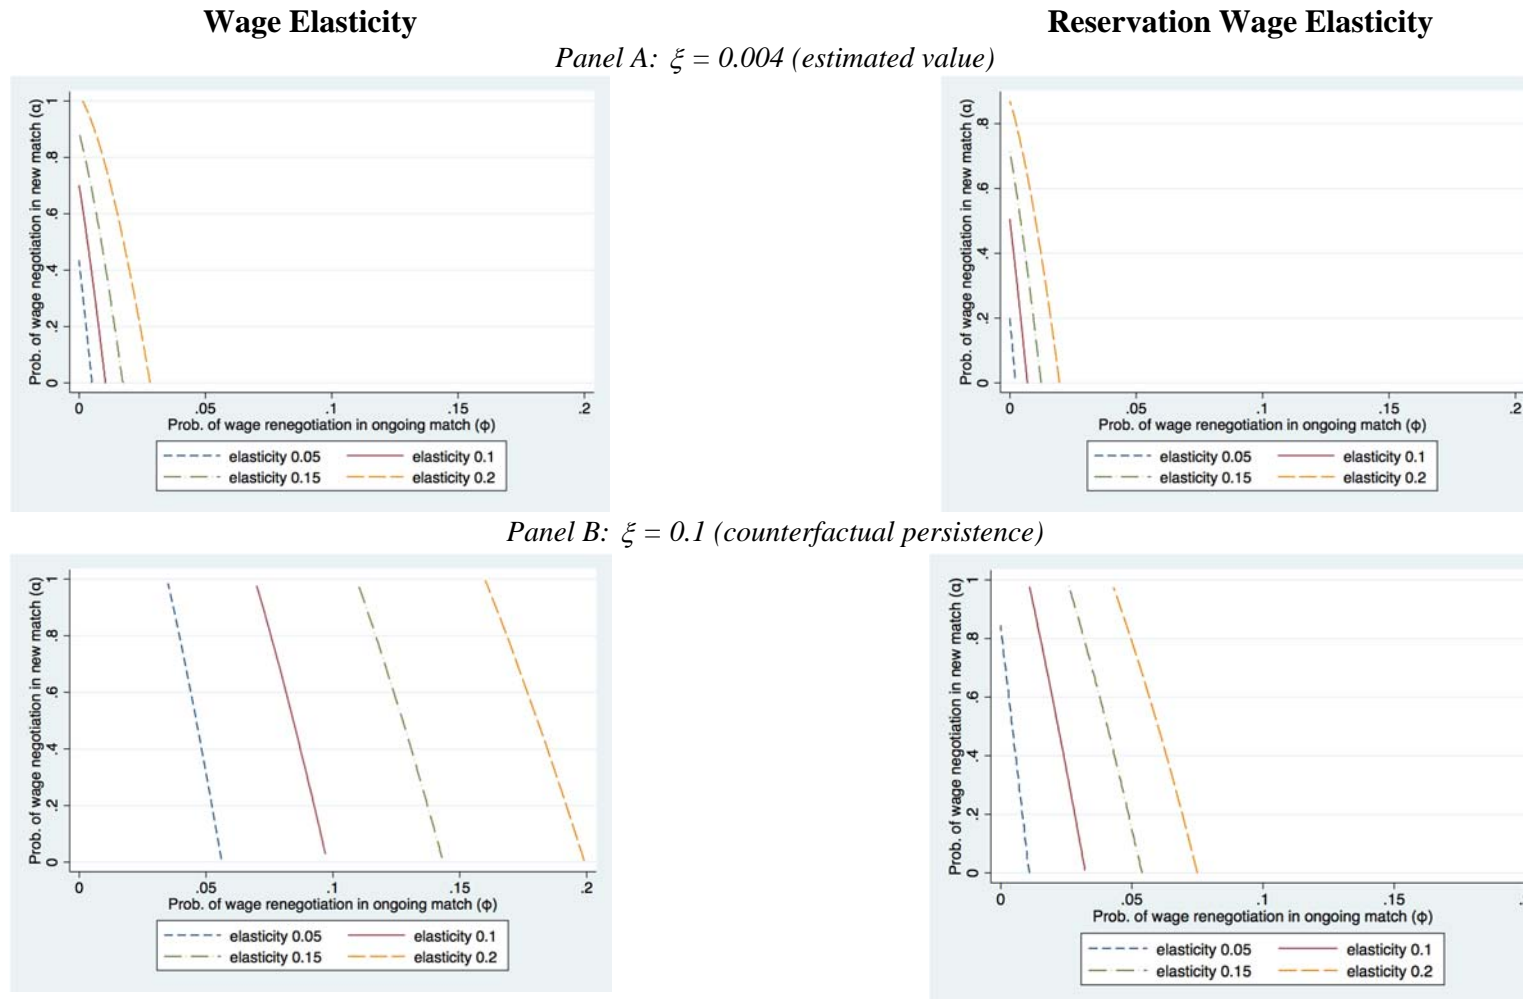 Wage Elasticity
Reservation Wage Elasticity
Panel A: ξ = 0.004 (estimated value)
Prob. of wage negotiation in new match (α)
0 .2 .4 .6 .8 1
0 .05 .1 .15 .2
Prob. of wage renegotiation in ongoing match (φ)
elasticity 0.05 elasticity 0.1
elasticity 0.15 elasticity 0.2
Prob. of wage negotiation in new match (α)
0 .2 .4 .6 .8
0 .05 .1 .15 .2
Prob. of wage renegotiation in ongoing match (φ)
elasticity 0.05 elasticity 0.1
elasticity 0.15 elasticity 0.2
Panel B: ξ = 0.1 (counterfactual persistence)
Prob. of wage negotiation in new match (α)
0 .2 .4 .6 .8 1
0 .05 .1 .15 .2
Prob. of wage renegotiation in ongoing match (φ)
elasticity 0.05 elasticity 0.1
elasticity 0.15 elasticity 0.2
Prob. of wage negotiation in new match (α)
0 .2 .4 .6 .8 1
0 .05 .1 .15
Prob. of wage renegotiation in ongoing match (φ)
elasticity 0.05 elasticity 0.1
elasticity 0.15 elasticity 0.2